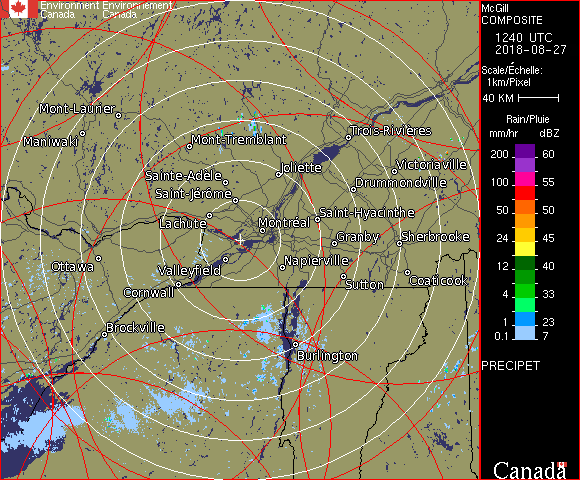 Environment Environnement
Canada Canada
McGill
COMPOSITE
1240 UTC
2018-08-27
Scale/Échelle:
1km/Pixel
40 KM
Rain/Pluie
mm/hr dBZ
200 60
100 55
50 50
24 45
12 40
4 33
1 23
0.1 7
PRECIPET
Canada
Mont-Laurier
Maniwaki
Mont-Tremblant
Trois-Rivières
Joliette
Victoriaville
Sainte-Adèle
Drummondville
Saint-Jérôme
Lachute
Montréal
Saint-Hyacinthe
Granby
Sherbrooke
Ottawa
Valleyfield
Napierville
Cornwall
Sutton
Coaticook
Brockville
Burlington